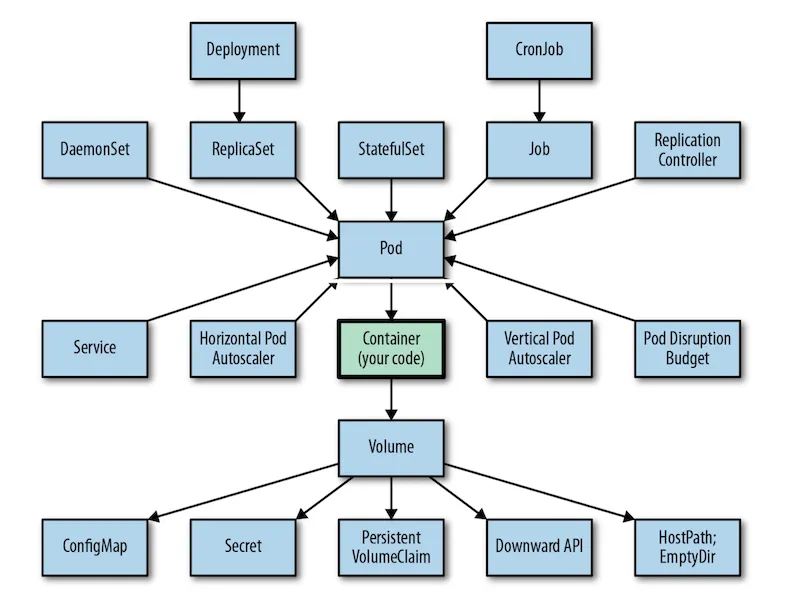 Deployment
CronJob
DaemonSet
ReplicaSet
StatefulSet
Job
Replication
Controller
Pod
Service
Horizontal Pod
Autoscaler
Container
(your code)
Vertical Pod
Autoscaler
Pod Disruption
Budget
Volume
ConfigMap
Secret
Persistent
VolumeClaim
Downward API
HostPath;
EmptyDir